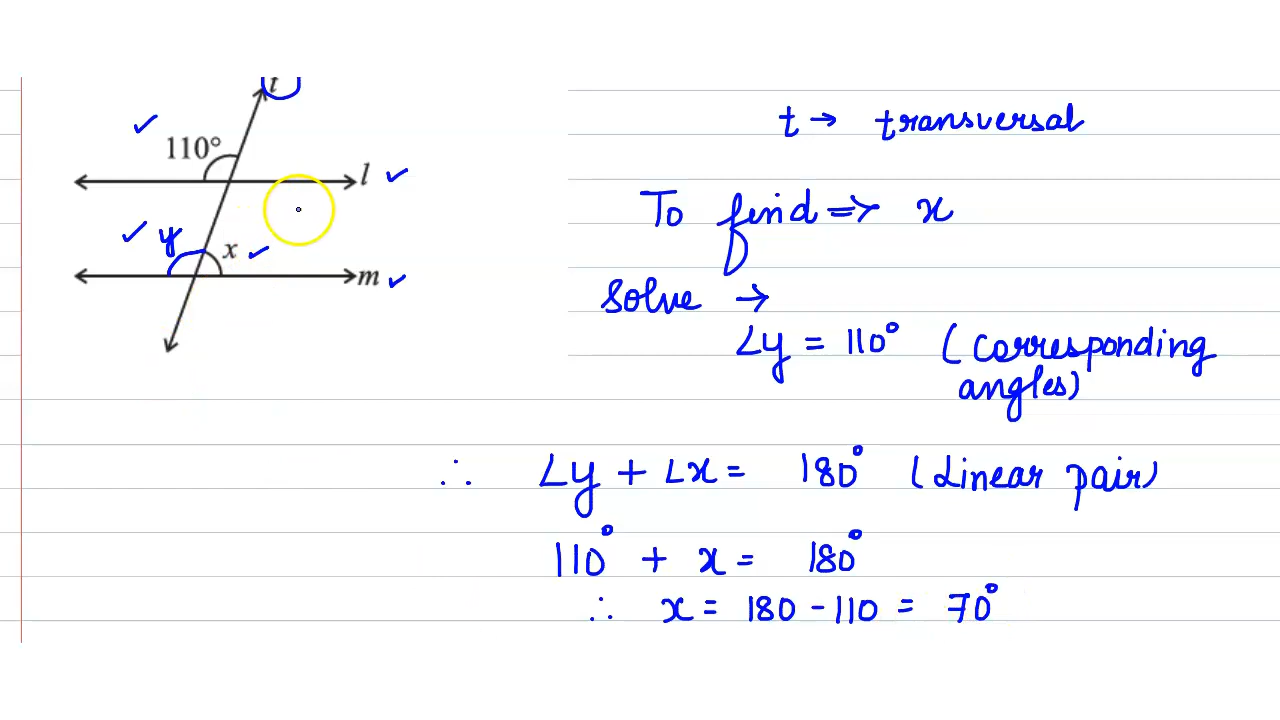 t
110°
l
y
x
m
t → transversal
To find => x
Solve →
∠y = 110° (corresponding
angles)
∴ ∠y + ∠x = 180° (Linear pair)
110° + x = 180°
∴ x = 180 - 110 = 70°